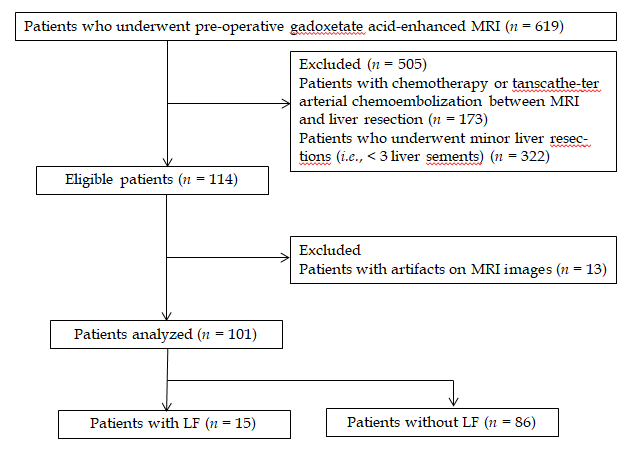 Patients who underwent pre-operative gadoxetate acid-enhanced MRI (n = 619)
Excluded (n = 505)
Patients with chemotherapy or tanscathe-ter
arterial chemoembolization between MRI
and liver resection (n = 173)
Patients who underwent minor liver resec-
tions (i.e., < 3 liver sements) (n = 322)
Eligible patients (n = 114)
Excluded
Patients with artifacts on MRI images (n = 13)
Patients analyzed (n = 101)
Patients with LF (n = 15)
Patients without LF (n = 86)